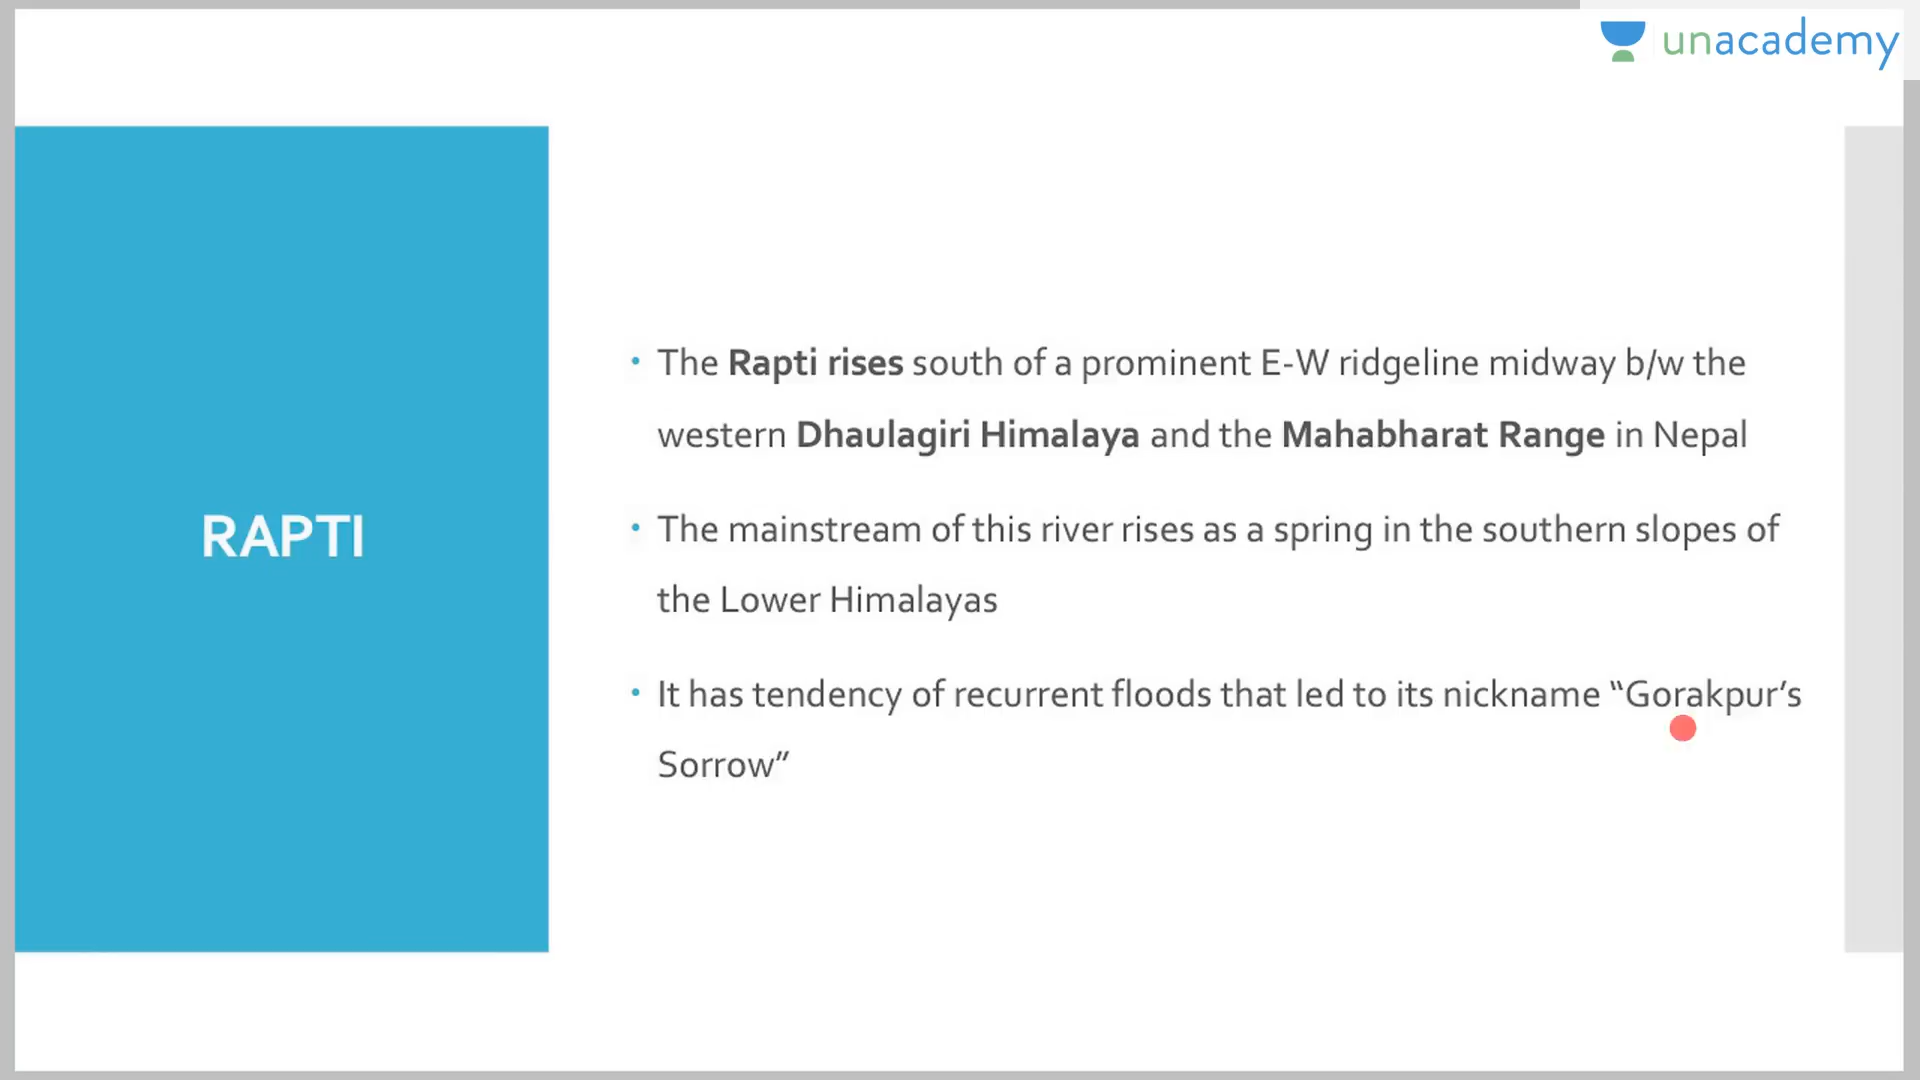 unacademy
RAPTI
• The Rapti rises south of a prominent E-W ridgeline midway b/w the
western Dhaulagiri Himalaya and the Mahabharat Range in Nepal
• The mainstream of this river rises as a spring in the southern slopes of
the Lower Himalayas
• It has tendency of recurrent floods that led to its nickname “Gorakpur’s
Sorrow”